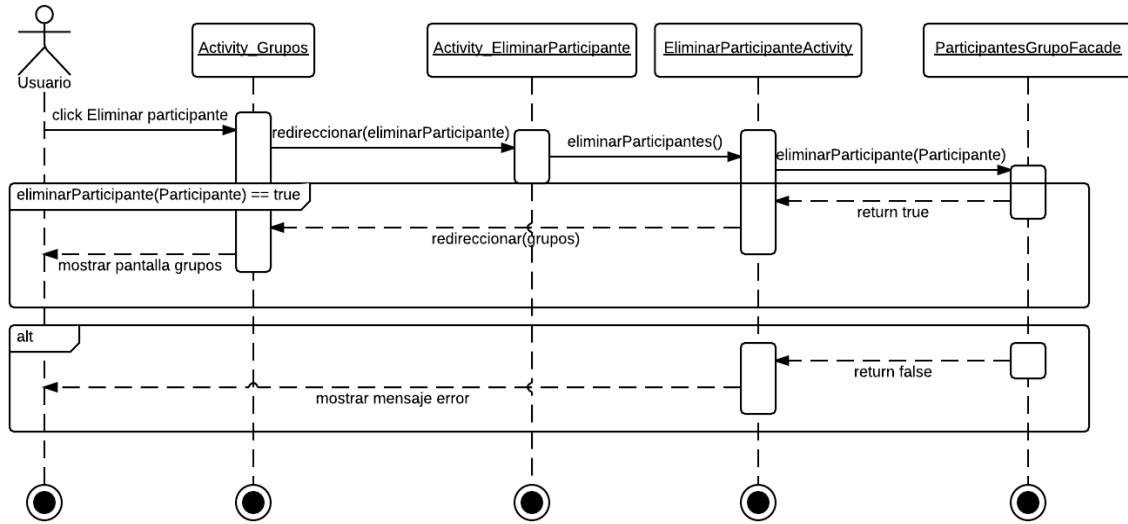 Usuario
Activity_Grupos
Activity_EliminarParticipante
EliminarParticipanteActivity
ParticipantesGrupoFacade
click Eliminar participante
redireccionar(eliminarParticipante)
eliminarParticipantes()
eliminarParticipante(Participante)
eliminarParticipante(Participante) == true
return true
redireccionar(grupos)
mostrar pantalla grupos
alt
return false
mostrar mensaje error